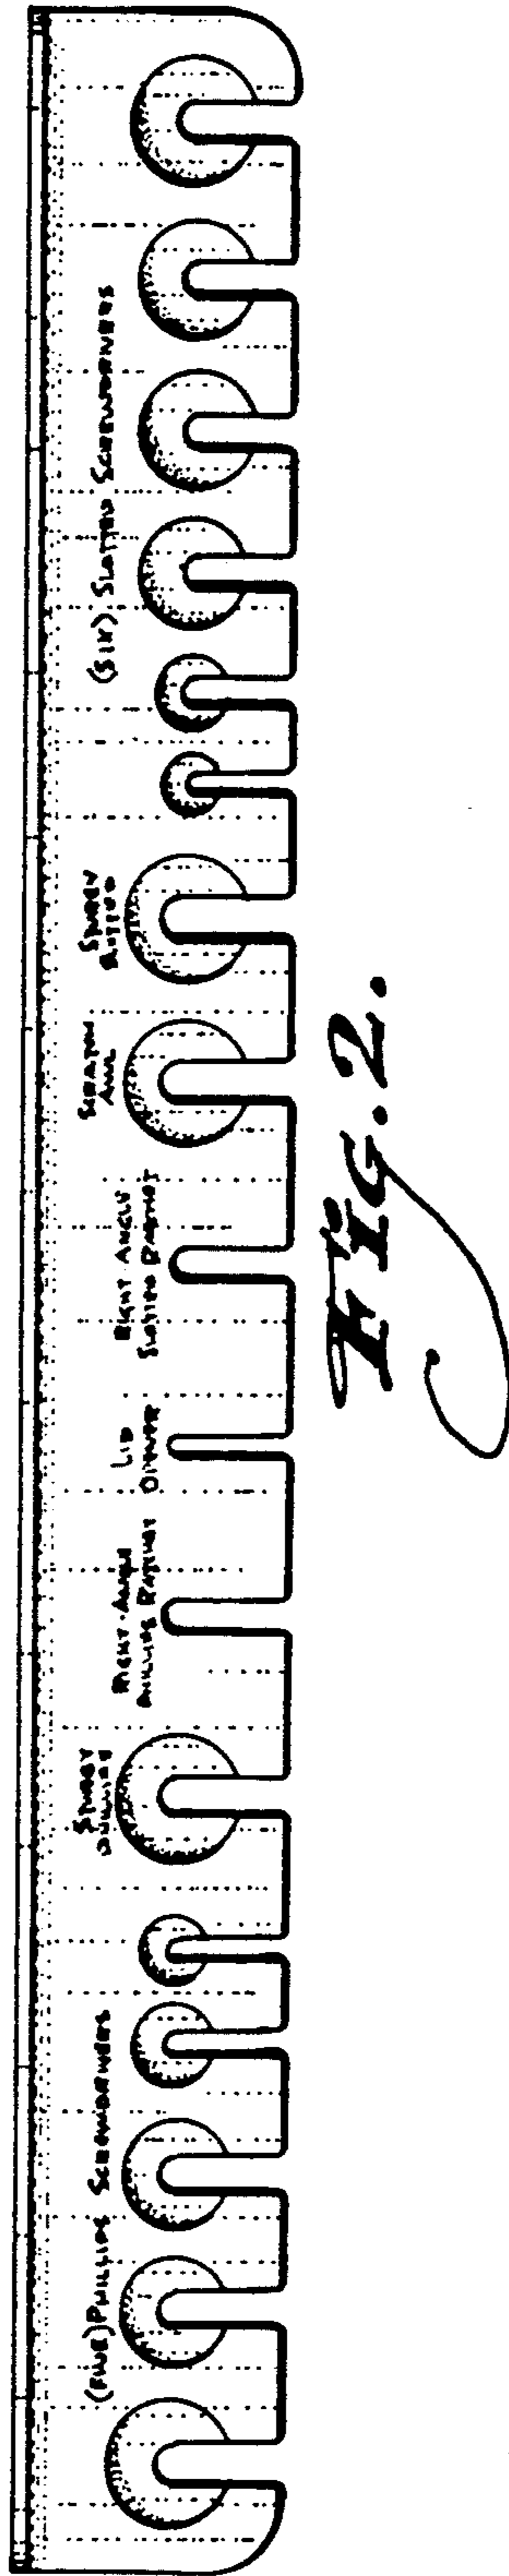 (FIVE) PHILLIPS SCREWDRIVERS
STUBBY
PHILLIPS
RIGHT-ANGLE
PHILLIPS RATCHET
LID
OPENER
RIGHT-ANGLE
SLOTTED RATCHET
SCRATCH
AWL
STUBBY
SLOTTED
(SIX) SLOTTED SCREWDRIVERS
FIG. 2.